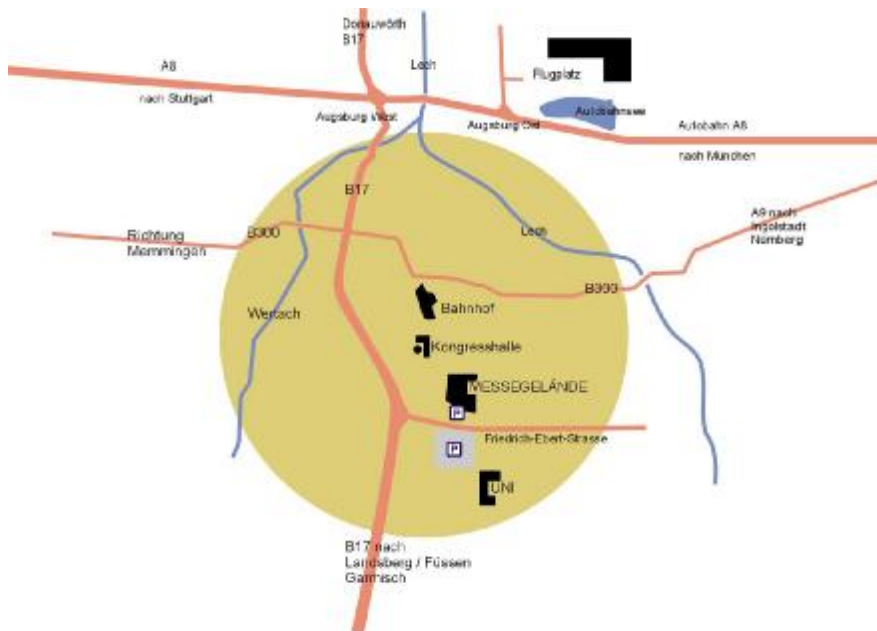 Donauwörth
B17
A8
Lech
Flugplatz
nach Stuttgart
Autobahnsee
Augsburg West
Augsburg Ost
Autobahn A8
nach München
B17
A9 nach
Ingolstadt
Nürnberg
B300
Lech
Richtung
Memmingen
B300
Wertach
Bahnhof
Kongresshalle
MESSEGELÄNDE
P
Friedrich-Ebert-Strasse
P
UNI
B17 nach
Landsberg / Füssen
Garmisch